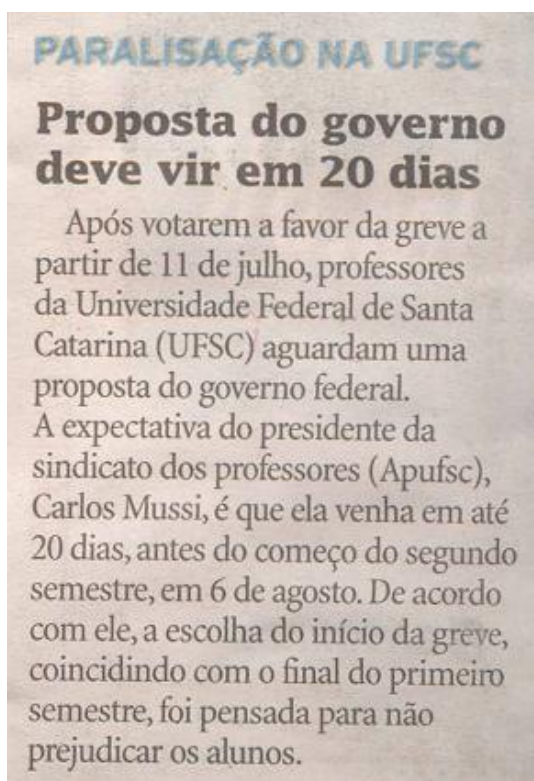 PARALISAÇÃO NA UFSC
Proposta do governo
deve vir em 20 dias
Após votarem a favor da greve a
partir de 11 de julho, professores
da Universidade Federal de Santa
Catarina (UFSC) aguardam uma
proposta do governo federal.
A expectativa do presidente da
sindicato dos professores (Apufsc),
Carlos Mussi, é que ela venha em até
20 dias, antes do começo do segundo
semestre, em 6 de agosto. De acordo
com ele, a escolha do início da greve,
coincidindo com o final do primeiro
semestre, foi pensada para não
prejudicar os alunos.